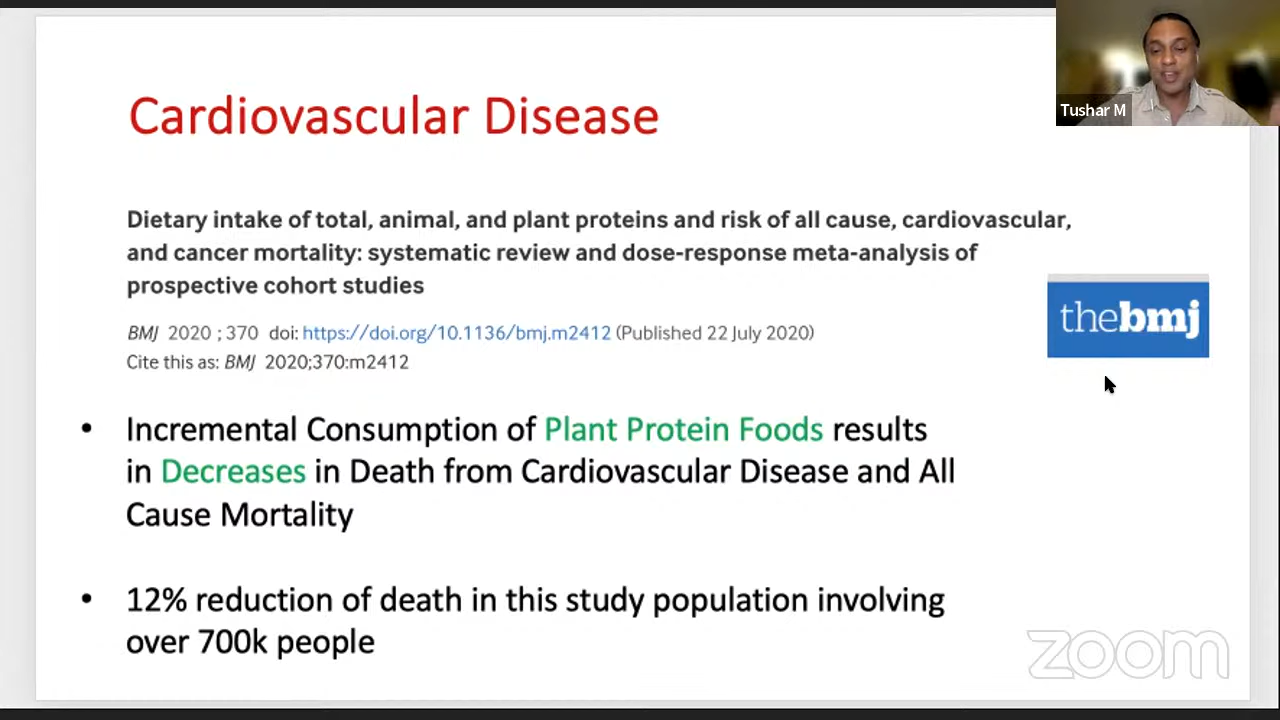 Cardiovascular Disease
Tushar M
Dietary intake of total, animal, and plant proteins and risk of all cause, cardiovascular,
and cancer mortality: systematic review and dose-response meta-analysis of
prospective cohort studies
BMJ 2020 ; 370 doi: https://doi.org/10.1136/bmj.m2412 (Published 22 July 2020)
Cite this as: BMJ 2020;370:m2412
thebmj
• Incremental Consumption of Plant Protein Foods results
in Decreases in Death from Cardiovascular Disease and All
Cause Mortality
• 12% reduction of death in this study population involving
over 700k people
zoom